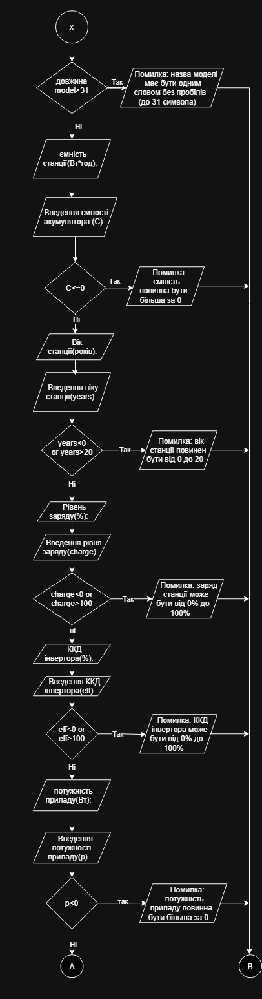 x
довжина
model>31
Так
Помилка: назва моделі
має бути одним
словом без пробілів
(до 31 символа)
Ні
ємність
станції(Вт*год):
Введення ємності
акумулятора (C)
C<=0
Так
Помилка:
ємність
повинна бути
більша за 0
Ні
Вік
станції(років):
Введення віку
станції(years)
years<0
or years>20
Так
Помилка: вік
станції повинен
бути від 0 до 20
Ні
Рівень
заряду(%):
Введення рівня
заряду(charge)
charge<0 or
charge>100
Так
Помилка: заряд
станції може
бути від 0% до
100%
ні
ККД
інвертора(%):
Введення ККД
інвертора(eff)
eff<0 or
eff>100
Так
Помилка: ККД
інвертора може
бути від 0% до
100%
Ні
потужність
приладу(Вт):
Введення
потужності
приладу(p)
p<0
так
Помилка:
потужність
приладу повинна
бути більша за 0
Ні
A
B